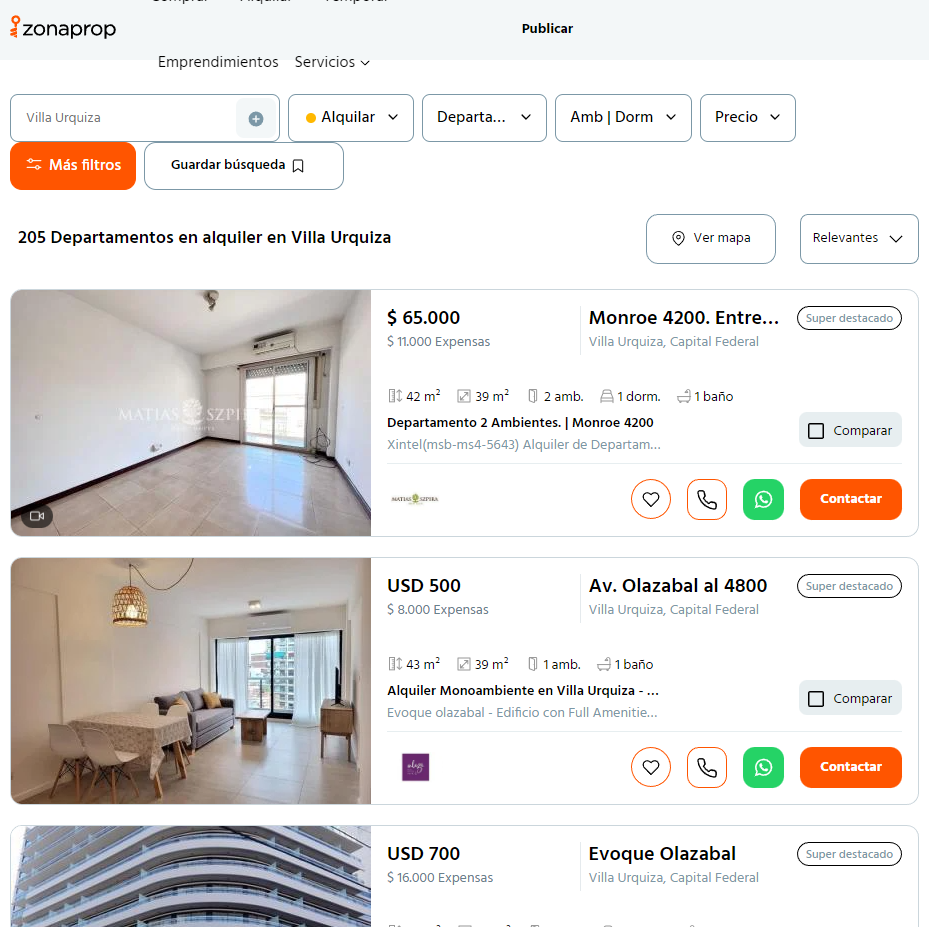 zonaprop
Publicar
Emprendimientos Servicios
Villa Urquiza
Alquilar
Departa...
Amb | Dorm
Precio
Más filtros
Guardar búsqueda
205 Departamentos en alquiler en Villa Urquiza
Ver mapa
Relevantes
$ 65.000
$ 11.000 Expensas
Monroe 4200. Entre...
Villa Urquiza, Capital Federal
Super destacado
42 m² 39 m² 2 amb. 1 dorm. 1 baño
Departamento 2 Ambientes. | Monroe 4200
Xintel(msb-ms4-5643) Alquiler de Departam...
Comparar
MATIAS SZPIRA
Contactar
USD 500
$ 8.000 Expensas
Av. Olazabal al 4800
Villa Urquiza, Capital Federal
Super destacado
43 m² 39 m² 1 amb. 1 baño
Alquiler Monoambiente en Villa Urquiza - ...
Evoque olazabal - Edificio con Full Amenitie...
Comparar
Contactar
USD 700
$ 16.000 Expensas
Evoque Olazabal
Villa Urquiza, Capital Federal
Super destacado